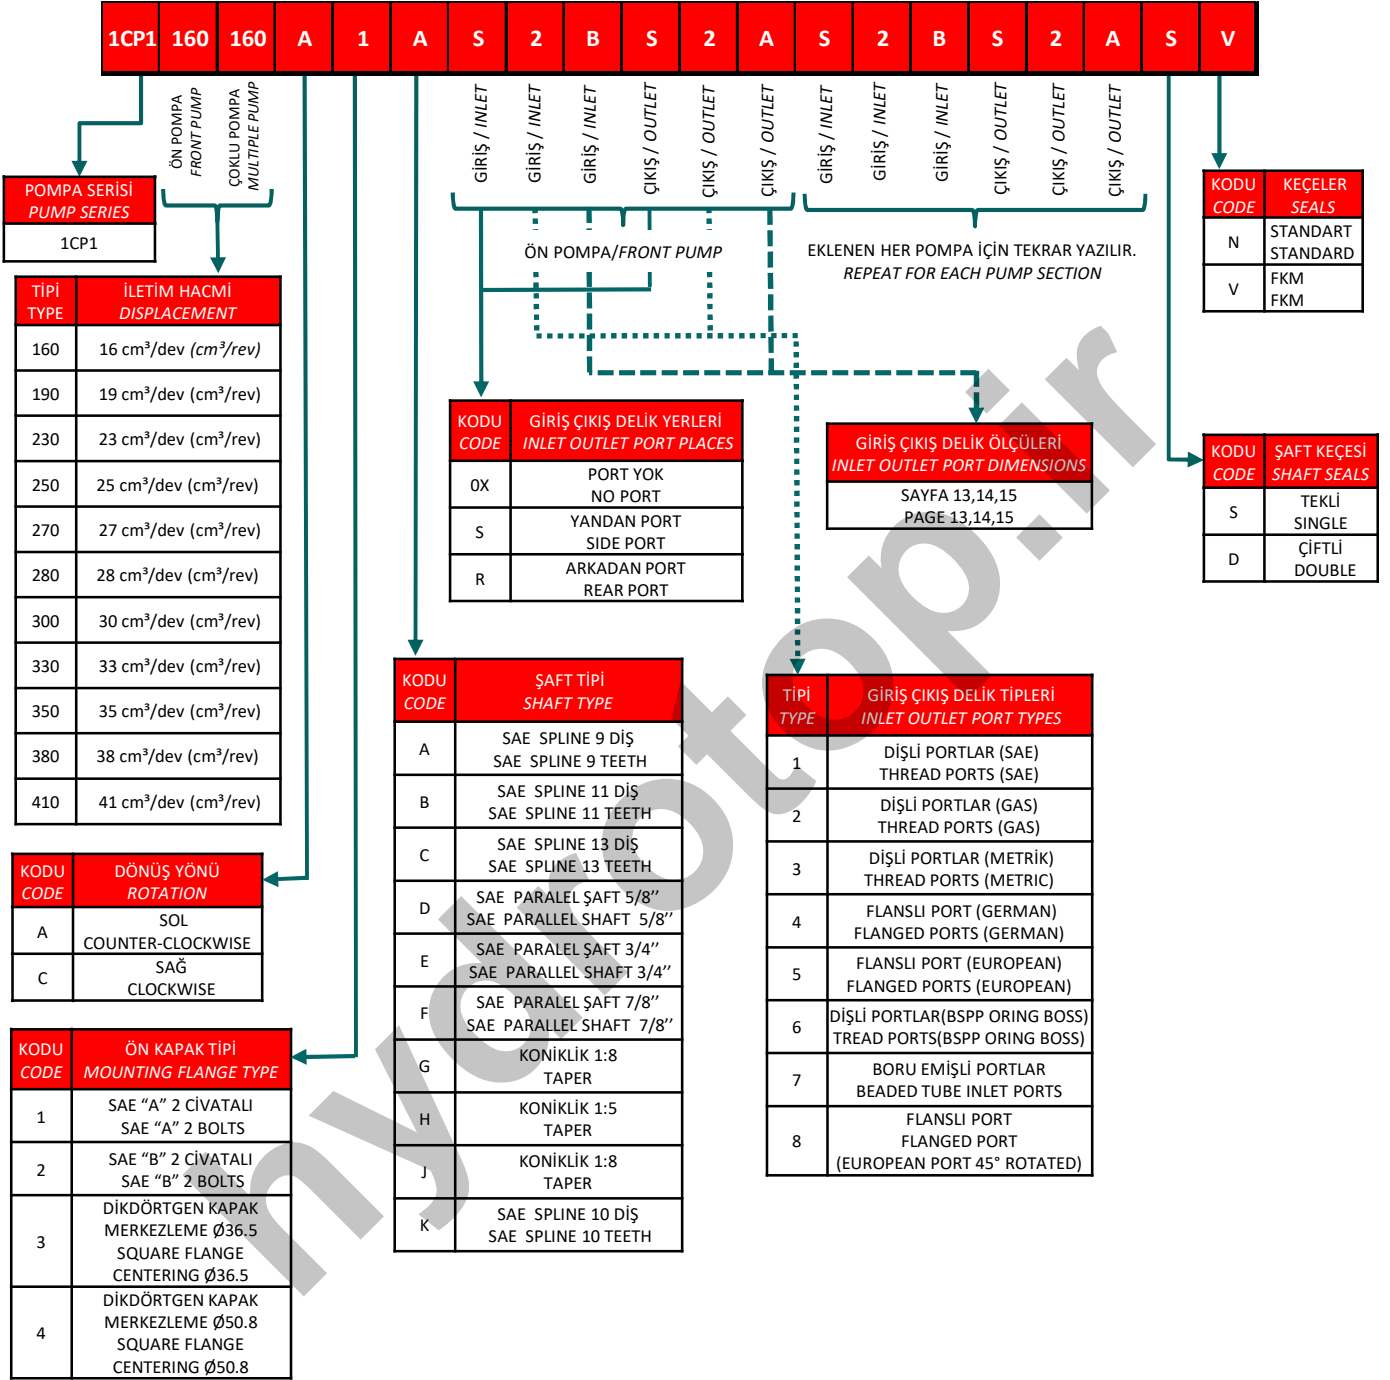 1CP1 160 160 A 1 A S 2 B S 2 A S 2 B S 2 A S V
ÖN POMPA
FRONT PUMP
ÇOKLU POMPA
MULTIPLE PUMP
GİRİŞ / INLET
GİRİŞ / INLET
GİRİŞ / INLET
ÇIKIŞ / OUTLET
ÇIKIŞ / OUTLET
ÇIKIŞ / OUTLET
GİRİŞ / INLET
GİRİŞ / INLET
GİRİŞ / INLET
ÇIKIŞ / OUTLET
ÇIKIŞ / OUTLET
ÇIKIŞ / OUTLET
ÖN POMPA/FRONT PUMP
EKLENEN HER POMPA İÇİN TEKRAR YAZILIR.
REPEAT FOR EACH PUMP SECTION
POMPA SERİSİ
PUMP SERIES
1CP1
TİPİ İLETİM HACMİ
TYPE DISPLACEMENT
160 16 cm³/dev (cm³/rev)
190 19 cm³/dev (cm³/rev)
230 23 cm³/dev (cm³/rev)
250 25 cm³/dev (cm³/rev)
270 27 cm³/dev (cm³/rev)
280 28 cm³/dev (cm³/rev)
300 30 cm³/dev (cm³/rev)
330 33 cm³/dev (cm³/rev)
350 35 cm³/dev (cm³/rev)
380 38 cm³/dev (cm³/rev)
410 41 cm³/dev (cm³/rev)
KODU DÖNÜŞ YÖNÜ
CODE ROTATION
A SOL
COUNTER-CLOCKWISE
C SAĞ
CLOCKWISE
KODU ÖN KAPAK TİPİ
CODE MOUNTING FLANGE TYPE
1 SAE “A” 2 CİVATALI
SAE “A” 2 BOLTS
2 SAE “B” 2 CİVATALI
SAE “B” 2 BOLTS
3 DİKDÖRTGEN KAPAK
MERKEZLEME Ø36.5
SQUARE FLANGE
CENTERING Ø36.5
4 DİKDÖRTGEN KAPAK
MERKEZLEME Ø50.8
SQUARE FLANGE
CENTERING Ø50.8
KODU GİRİŞ ÇIKIŞ DELİK YERLERİ
CODE INLET OUTLET PORT PLACES
0X PORT YOK
NO PORT
S YANDAN PORT
SIDE PORT
R ARKADAN PORT
REAR PORT
KODU ŞAFT TİPİ
CODE SHAFT TYPE
A SAE SPLINE 9 DİŞ
SAE SPLINE 9 TEETH
B SAE SPLINE 11 DİŞ
SAE SPLINE 11 TEETH
C SAE SPLINE 13 DİŞ
SAE SPLINE 13 TEETH
D SAE PARALEL ŞAFT 5/8’’
SAE PARALLEL SHAFT 5/8’’
E SAE PARALEL ŞAFT 3/4’’
SAE PARALLEL SHAFT 3/4’’
F SAE PARALEL ŞAFT 7/8’’
SAE PARALLEL SHAFT 7/8’’
G KONİKLİK 1:8
TAPER
H KONİKLİK 1:5
TAPER
J KONİKLİK 1:8
TAPER
K SAE SPLINE 10 DİŞ
SAE SPLINE 10 TEETH
GİRİŞ ÇIKIŞ DELİK ÖLÇÜLERİ
INLET OUTLET PORT DIMENSIONS
SAYFA 13,14,15
PAGE 13,14,15
TİPİ GİRİŞ ÇIKIŞ DELİK TİPLERİ
TYPE INLET OUTLET PORT TYPES
1 DİŞLİ PORTLAR (SAE)
THREAD PORTS (SAE)
2 DİŞLİ PORTLAR (GAS)
THREAD PORTS (GAS)
3 DİŞLİ PORTLAR (METRİK)
THREAD PORTS (METRIC)
4 FLANSLI PORT (GERMAN)
FLANGED PORTS (GERMAN)
5 FLANSLI PORT (EUROPEAN)
FLANGED PORTS (EUROPEAN)
6 DİŞLİ PORTLAR(BSPP ORING BOSS)
TREAD PORTS(BSPP ORING BOSS)
7 BORU EMİŞLİ PORTLAR
BEADED TUBE INLET PORTS
8 FLANSLI PORT
FLANGED PORT
(EUROPEAN PORT 45° ROTATED)
KODU KEÇELER
CODE SEALS
N STANDART
STANDARD
V FKM
FKM
KODU ŞAFT KEÇESİ
CODE SHAFT SEALS
S TEKLİ
SINGLE
D ÇİFTLİ
DOUBLE
hydrotop.ir